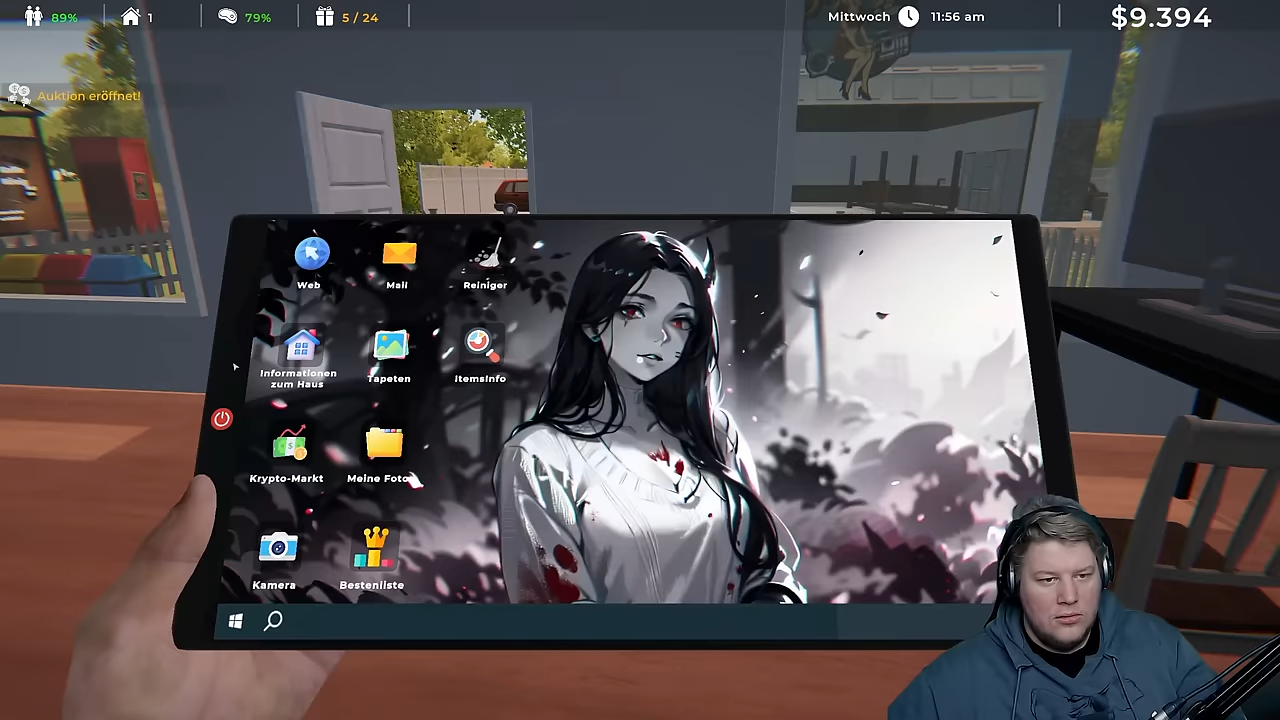 89%
1
79%
5 / 24
Mittwoch
11:56 am
$9.394
Auktion eröffnet!
Web
Mail
Reiniger
Informationen
zum Haus
Tapeten
ItemsInfo
Krypto-Markt
Meine Foto
Kamera
Bestenliste